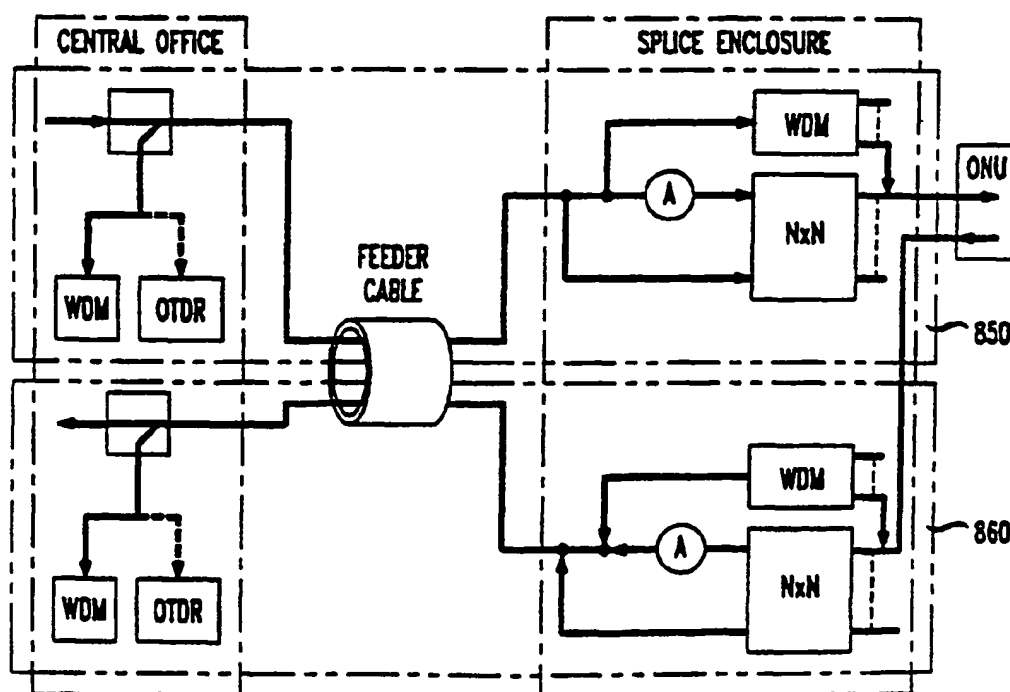 CENTRAL OFFICE
SPLICE ENCLOSURE
WDM
ONU
A
NxN
FEEDER
CABLE
WDM
OTDR
850
WDM
A
NxN
860
WDM
OTDR